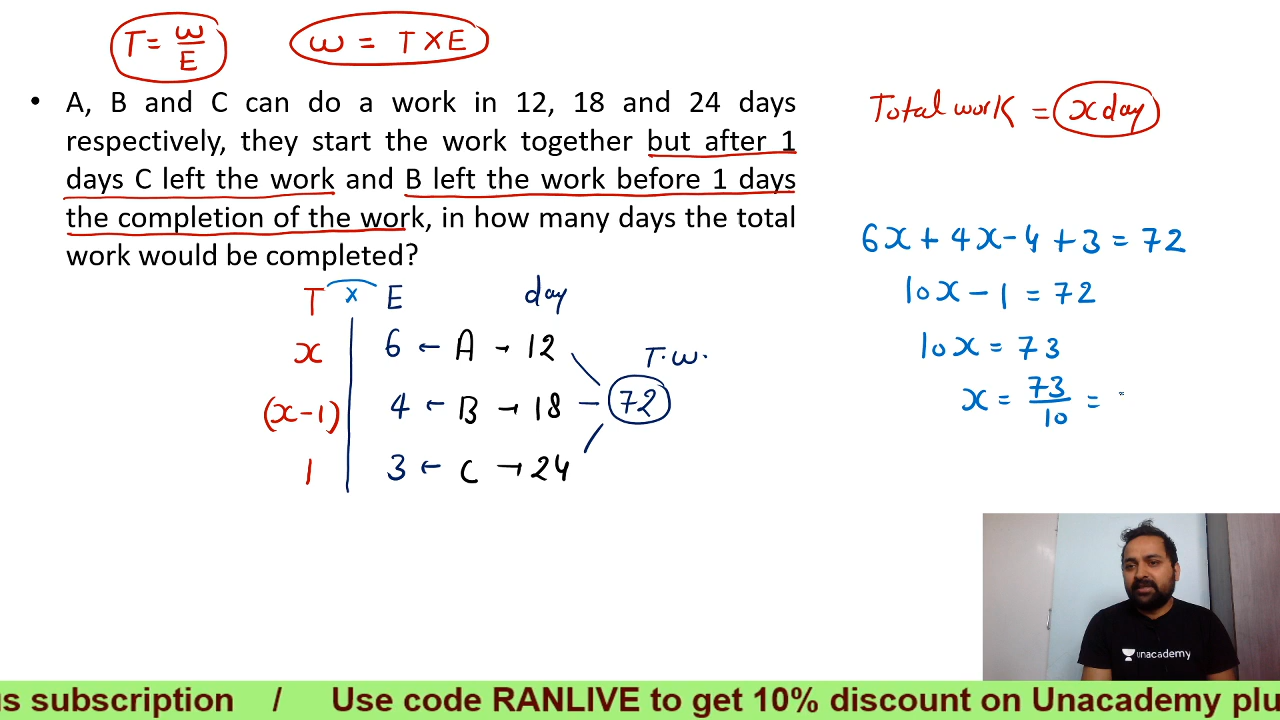 T = w/E
w = T × E
• A, B and C can do a work in 12, 18 and 24 days
respectively, they start the work together but after 1
days C left the work and B left the work before 1 days
the completion of the work, in how many days the total
work would be completed?
Total work = x day
6x + 4x - 4 + 3 = 72
10x - 1 = 72
10x = 73
x = 73/10 =
T × E day
x 6 ← A → 12
T.W.
(x-1) 4 ← B → 18 — 72
1 3 ← C → 24
unacademy
us subscription / Use code RANLIVE to get 10% discount on Unacademy plu